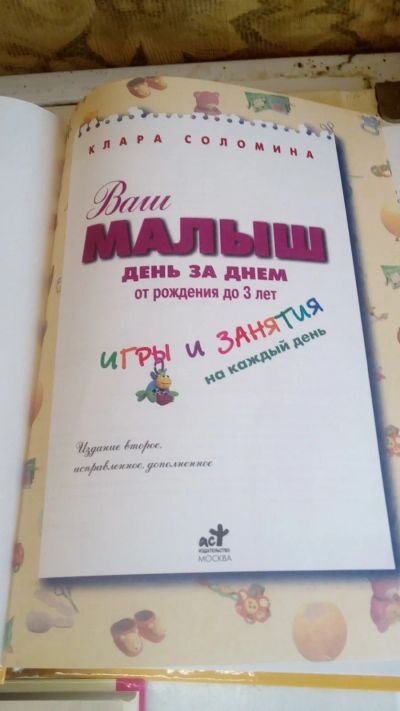 КЛАРА СОЛОМИНА
Ваш
МАЛЫШ
ДЕНЬ ЗА ДНЕМ
от рождения до 3 лет
ИГРЫ И ЗАНЯТИЯ
на каждый день
Издание второе,
исправленное, дополненное
аст
ИЗДАТЕЛЬСТВО
МОСКВА